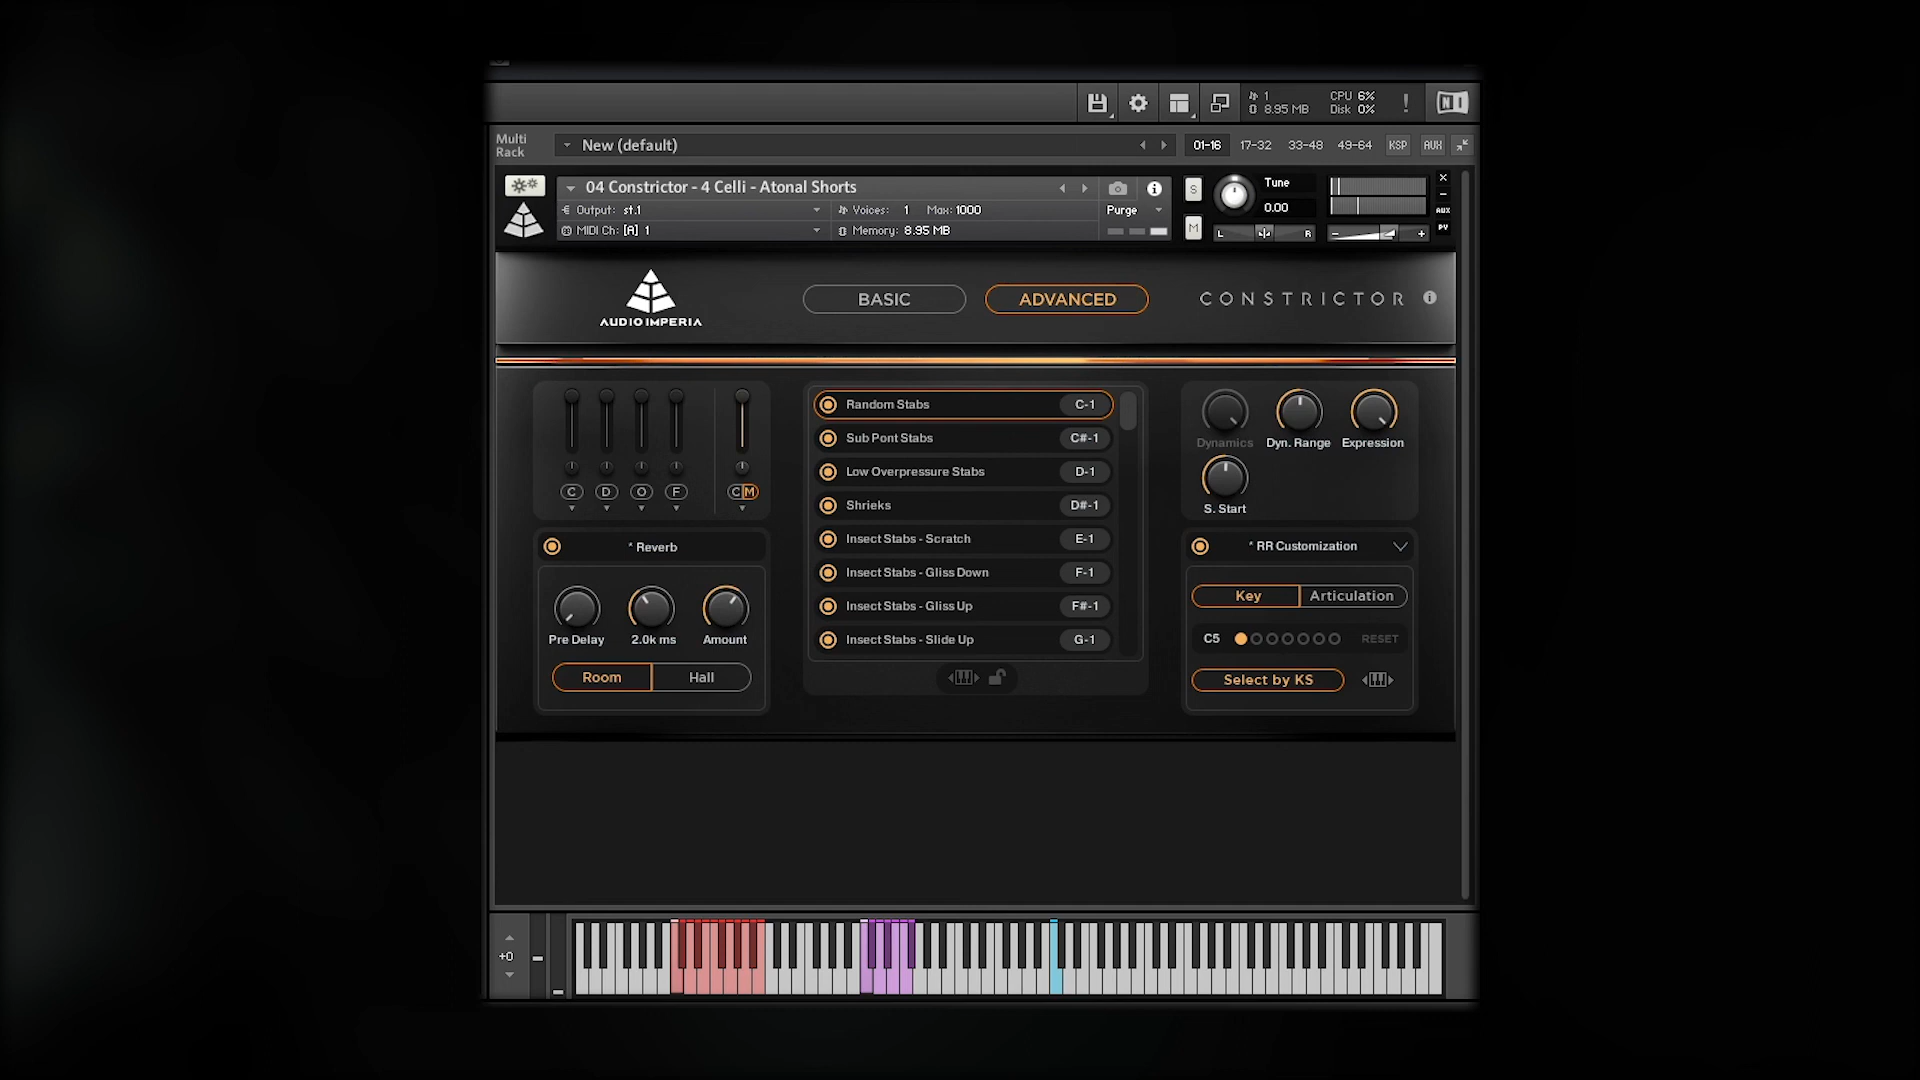 1
8.95 MB
CPU 6%
Disk 0%
!
NI
Multi
Rack
New (default)
01-16
17-32
33-48
49-64
KSP
AUX
04 Constrictor - 4 Celli - Atonal Shorts
Output: st.1
Voices: 1 Max: 1000
Purge
MIDI Ch: [A] 1
Memory: 8.95 MB
S
M
Tune
0.00
L
R
-
+
X
-
AUX
PV
AUDIO IMPERIA
BASIC
ADVANCED
CONSTRICTOR
C
D
O
F
C M
* Reverb
Pre Delay
2.0k ms
Amount
Room
Hall
Random Stabs C-1
Sub Pont Stabs C#-1
Low Overpressure Stabs D-1
Shrieks D#-1
Insect Stabs - Scratch E-1
Insect Stabs - Gliss Down F-1
Insect Stabs - Gliss Up F#-1
Insect Stabs - Slide Up G-1
Dynamics
Dyn. Range
Expression
S. Start
* RR Customization
Key
Articulation
C5
RESET
Select by KS
+0